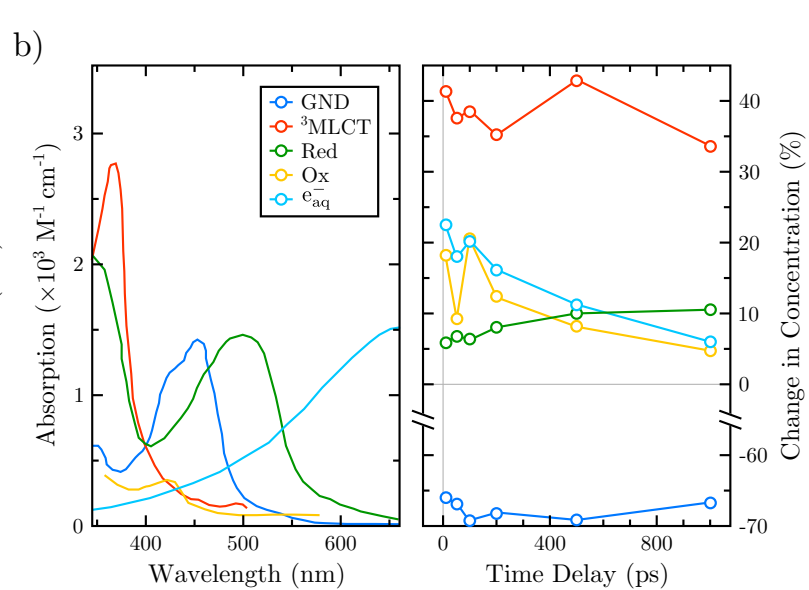 b)
Absorption (×10³ M⁻¹ cm⁻¹)
3
2
1
0
400
500
600
Wavelength (nm)
GND
³MLCT
Red
Ox
e⁻aq
40
30
20
10
0
-60
-70
Change in Concentration (%)
0
400
800
Time Delay (ps)